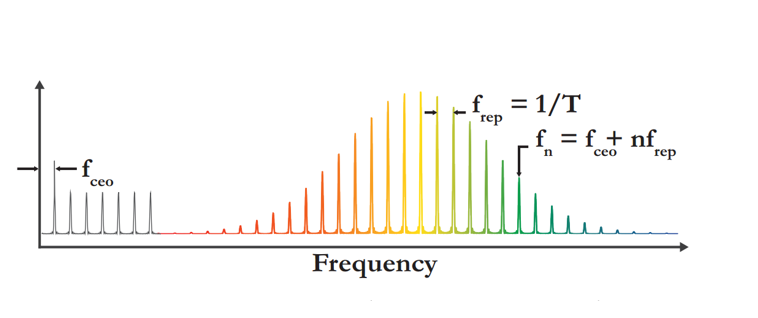 f_rep = 1/T
f_n = f_ceo + nf_rep
f_ceo
Frequency